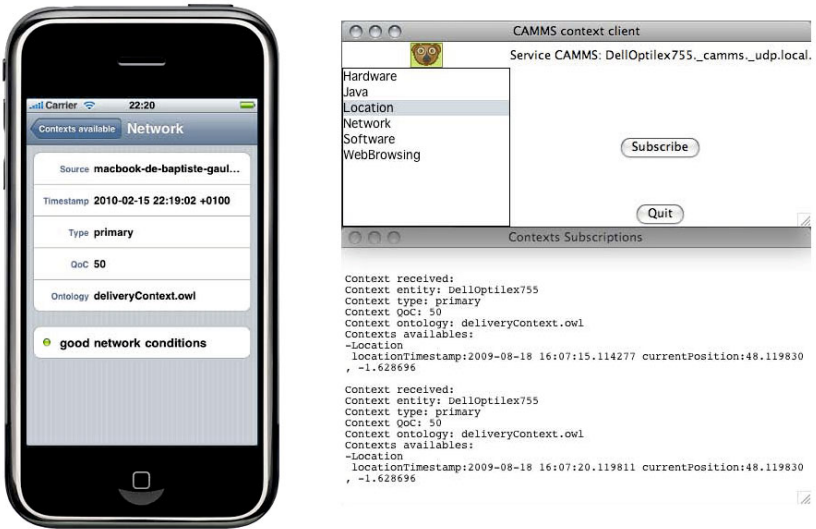 Carrier 22:20
Contexts available Network
Source macbook-de-baptiste-gaul...
Timestamp 2010-02-15 22:19:02 +0100
Type primary
QoC 50
Ontology deliveryContext.owl
good network conditions
CAMMS context client
Service CAMMS: DellOptilex755._camms._udp.local.
Hardware
Java
Location
Network
Software
WebBrowsing
Subscribe
Quit
Contexts Subscriptions
Context received:
Context entity: DellOptilex755
Context type: primary
Context QoC: 50
Context ontology: deliveryContext.owl
Contexts availables:
-Location
locationTimestamp:2009-08-18 16:07:15.114277 currentPosition:48.119830
, -1.628696
Context received:
Context entity: DellOptilex755
Context type: primary
Context QoC: 50
Context ontology: deliveryContext.owl
Contexts availables:
-Location
locationTimestamp:2009-08-18 16:07:20.119811 currentPosition:48.119830
, -1.628696